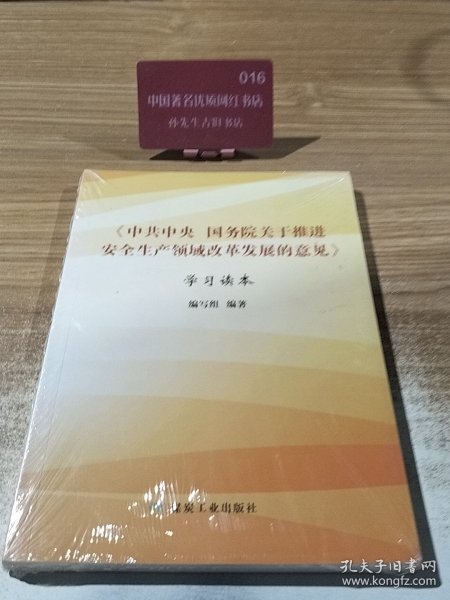 016
中国著名优质网红书店
孙先生古旧书店
《中共中央 国务院关于推进
安全生产领域改革发展的意见》
学习读本
编写组 编著
煤炭工业出版社
孔夫子旧书网
www.kongfz.com